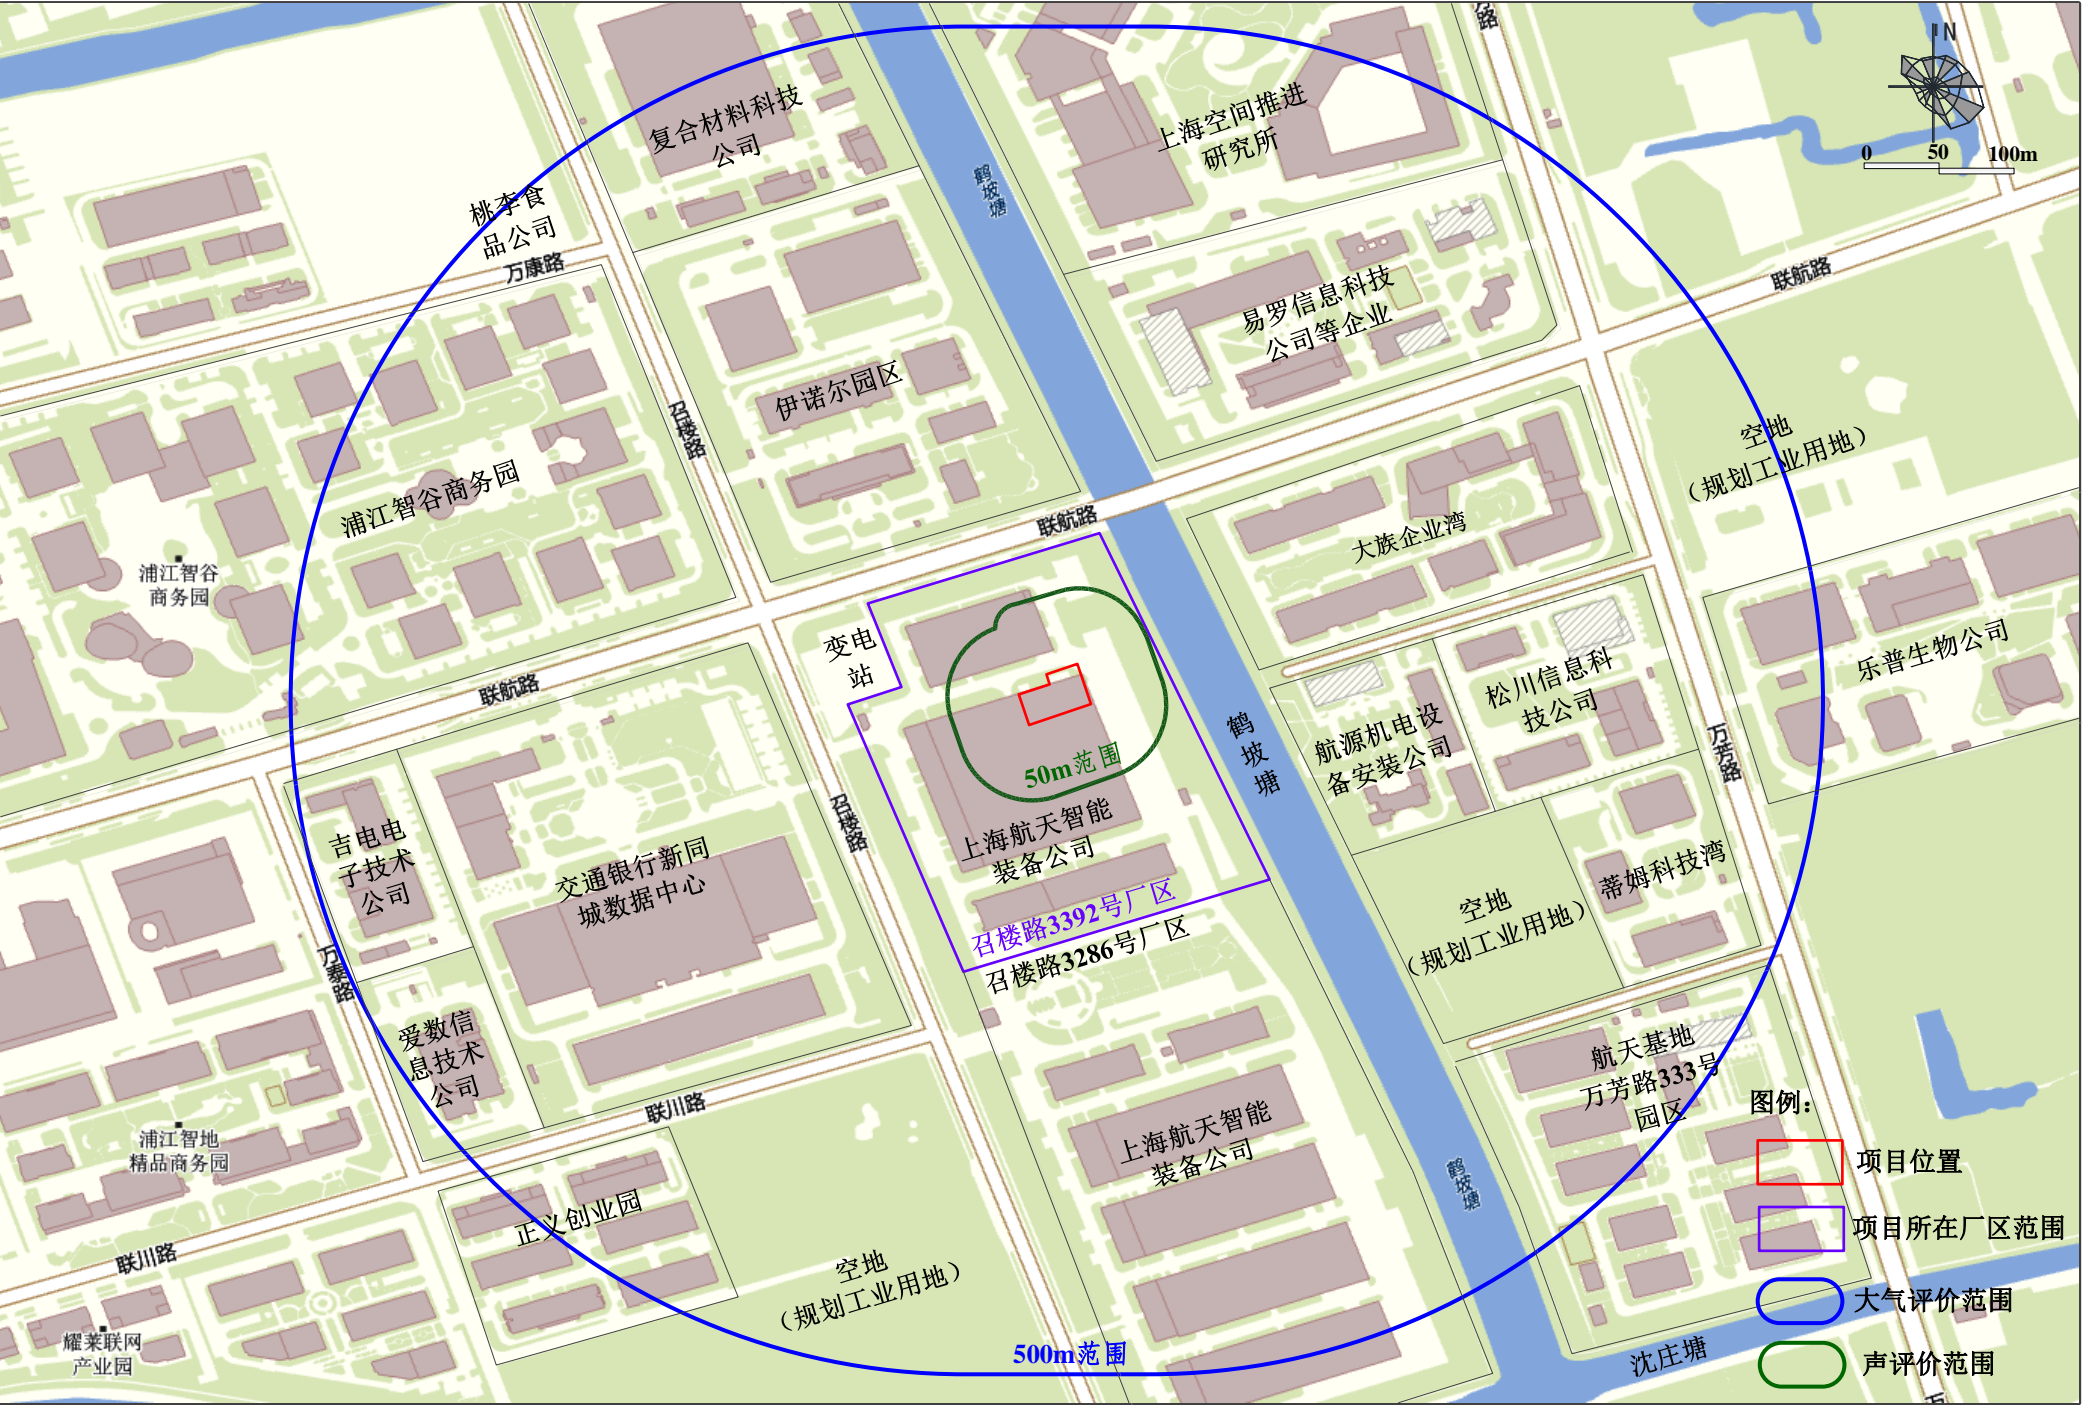 召路
N
0 50 100m
复合材料科技
公司
上海空间推进
研究所
鹤坡塘
桃李食
品公司
万康路
联航路
易罗信息科技
公司等企业
伊诺尔园区
召楼路
空地
（规划工业用地）
浦江智谷商务园
联航路
大族企业湾
浦江智谷
商务园
变电
站
乐普生物公司
松川信息科
技公司
联航路
航源机电设
备安装公司
鹤坡塘
万芳路
50m范围
召楼路
上海航天智能
装备公司
吉电电
子技术
公司
交通银行新同
城数据中心
蒂姆科技湾
召楼路3392号厂区
空地
（规划工业用地）
召楼路3286号厂区
万泰路
爱数信
息技术
公司
航天基地
万芳路333号
园区
联川路
图例：
浦江智地
精品商务园
上海航天智能
装备公司
项目位置
鹤坡塘
正义创业园
项目所在厂区范围
联川路
空地
（规划工业用地）
大气评价范围
耀莱联网
产业园
500m范围
沈庄塘
声评价范围